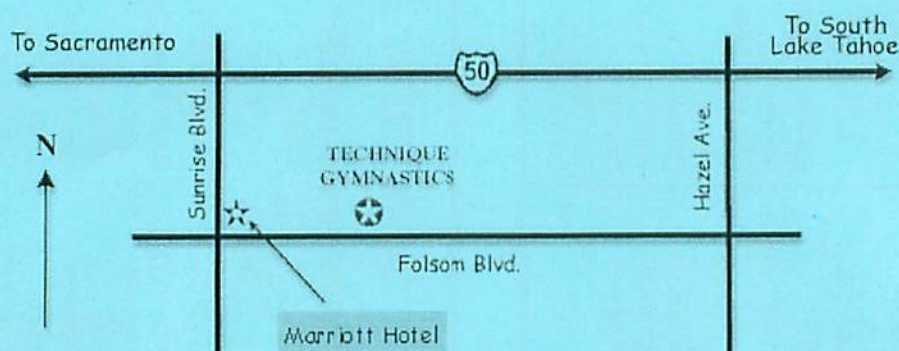 To Sacramento
To South
Lake Tahoe
50
Sunrise Blvd.
Hazel Ave.
N
TECHNIQUE
GYMNASTICS
Folsom Blvd.
Marriott Hotel